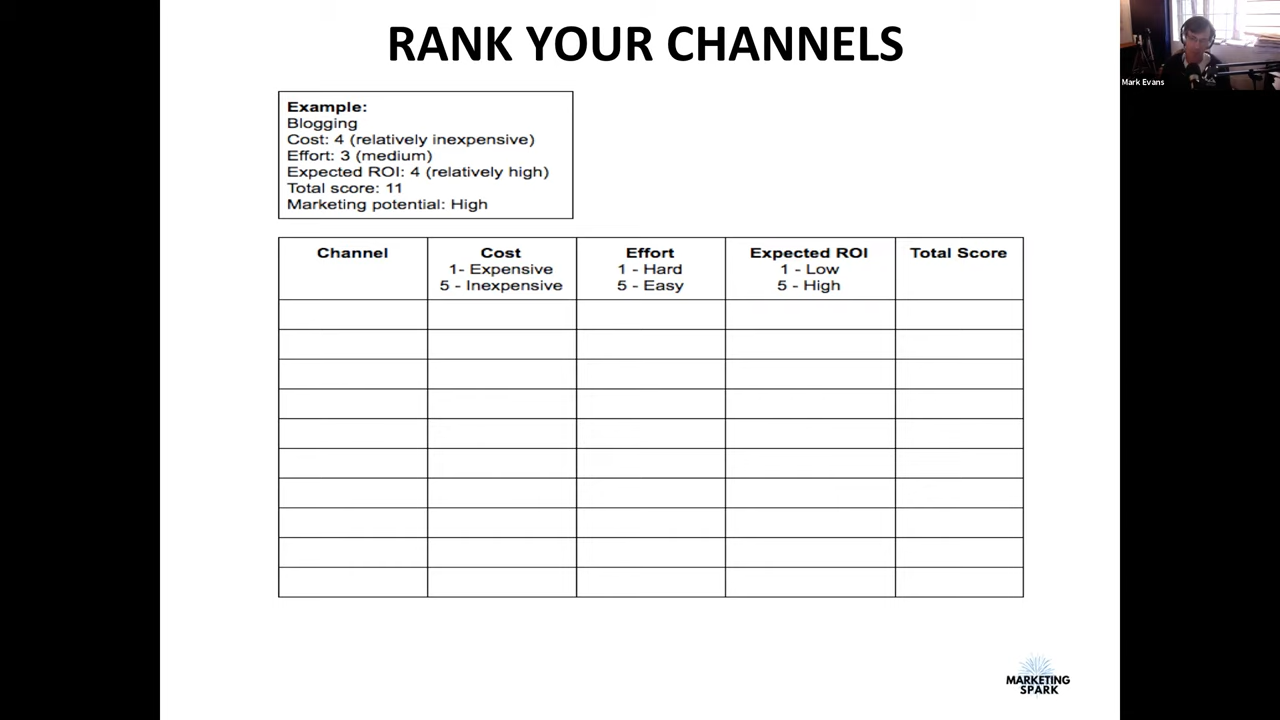 RANK YOUR CHANNELS
Mark Evans
Example:
Blogging
Cost: 4 (relatively inexpensive)
Effort: 3 (medium)
Expected ROI: 4 (relatively high)
Total score: 11
Marketing potential: High
Channel
Cost
1- Expensive
5 - Inexpensive
Effort
1 - Hard
5 - Easy
Expected ROI
1 - Low
5 - High
Total Score
MARKETING
SPARK